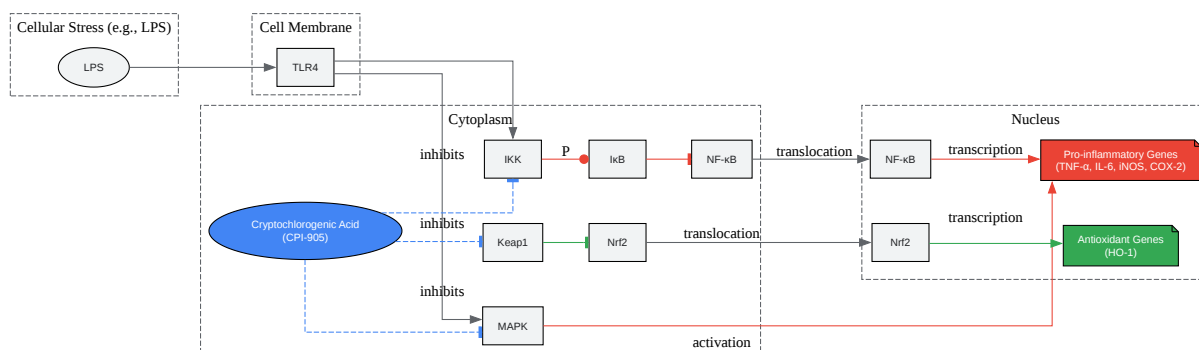 Cellular Stress (e.g., LPS)
Cell Membrane
LPS
TLR4
Cytoplasm
Nucleus
inhibits
IKK
P
IκB
NF-κB
translocation
NF-κB
transcription
Pro-inflammatory Genes
(TNF-α, IL-6, iNOS, COX-2)
Cryptochlorogenic Acid
(CPI-905)
inhibits
Keap1
Nrf2
translocation
Nrf2
transcription
Antioxidant Genes
(HO-1)
inhibits
MAPK
activation